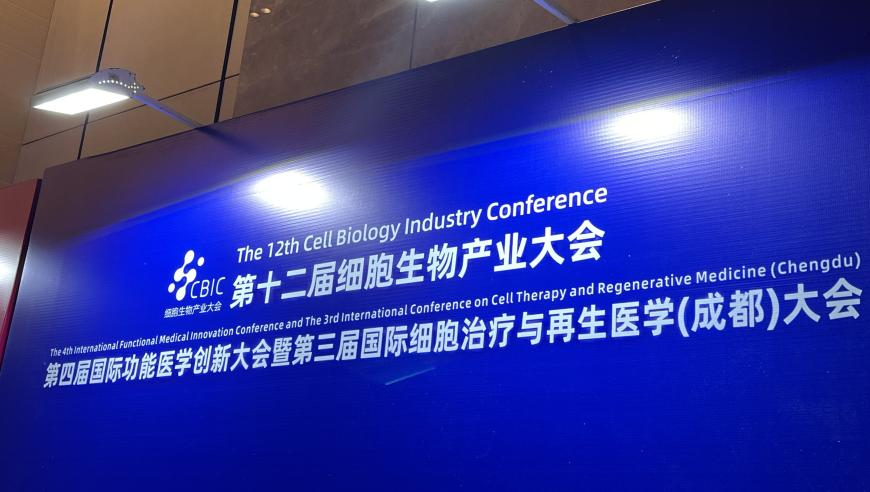 The 12th Cell Biology Industry Conference
CBIC
细胞生物产业大会
第十二届细胞生物产业大会
The 4th International Functional Medical Innovation Conference and The 3rd International Conference on Cell Therapy and Regenerative Medicine (Chengdu)
第四届国际功能医学创新大会暨第三届国际细胞治疗与再生医学(成都)大会